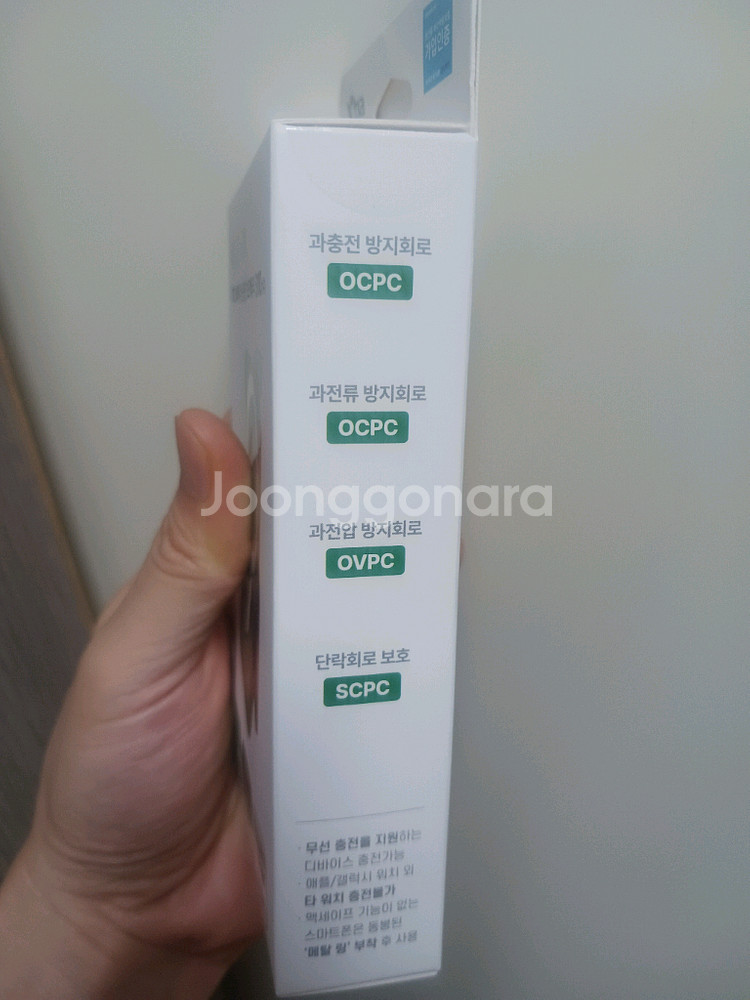 기업인증
과충전 방지회로
OCPC
과전류 방지회로
OCPC
Joonggonara
과전압 방지회로
OVPC
단락회로 보호
SCPC
· 무선 충전을 지원하는
디바이스 충전가능
· 애플/갤럭시 워치 외
타 워치 충전불가
· 맥세이프 기능이 없는
스마트폰은 동봉된
'메탈 링' 부착 후 사용